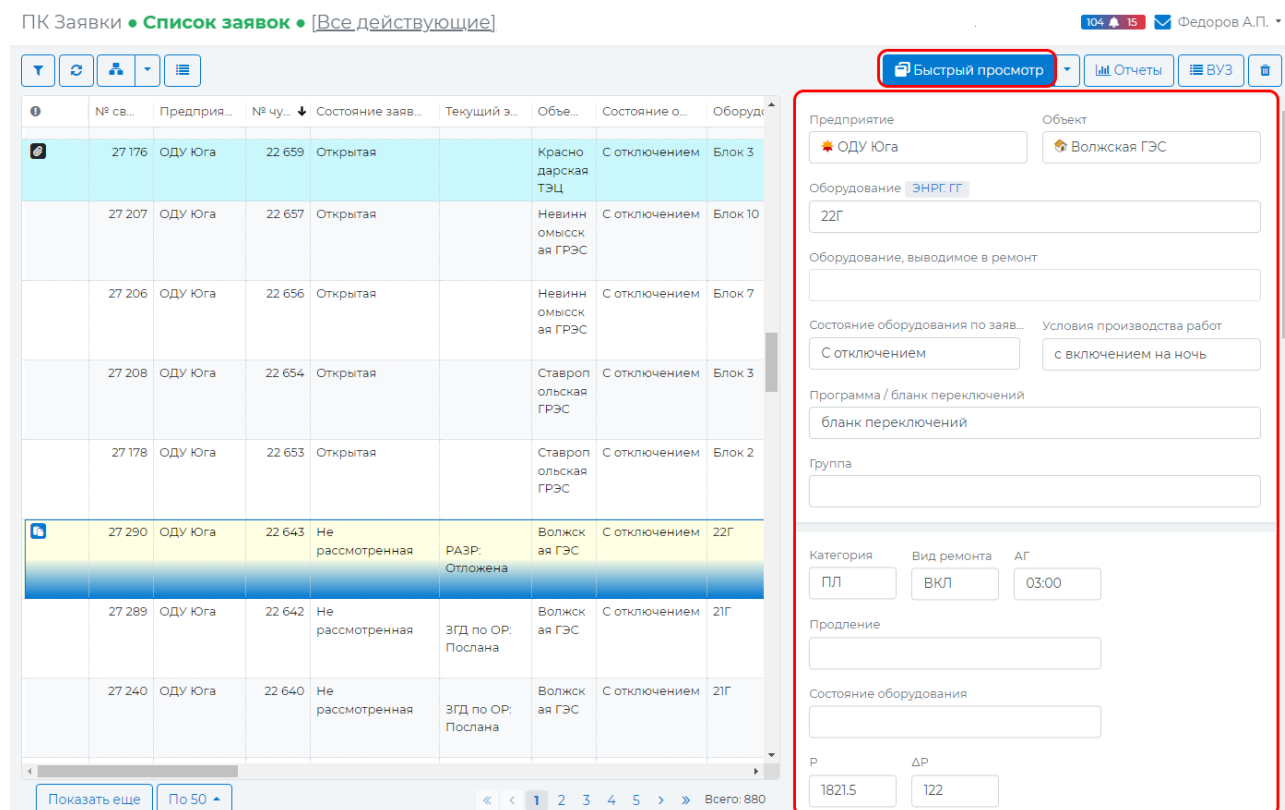 ПК Заявки • Список заявок • [Все действующие]
104 15 Федоров А.П.
Быстрый просмотр Отчеты ВУЗ
№ св... Предприя... № чу... Состояние заяв... Текущий э... Объе... Состояние о... Оборудо
27 176 ОДУ Юга 22 659 Открытая Красно С отключением Блок 3
дарская
ТЭЦ
27 207 ОДУ Юга 22 657 Открытая Невинн С отключением Блок 10
омысск
ая ГРЭС
27 206 ОДУ Юга 22 656 Открытая Невинн С отключением Блок 7
омысск
ая ГРЭС
27 208 ОДУ Юга 22 654 Открытая Ставроп С отключением Блок 3
ольская
ГРЭС
27 178 ОДУ Юга 22 653 Открытая Ставроп С отключением Блок 2
ольская
ГРЭС
27 290 ОДУ Юга 22 643 Не Волжск С отключением 22Г
рассмотренная РАЗР: ая ГЭС
Отложена
27 289 ОДУ Юга 22 642 Не Волжск С отключением 21Г
рассмотренная ЗГД по ОР: ая ГЭС
Послана
27 240 ОДУ Юга 22 640 Не Волжск С отключением 21Г
рассмотренная ЗГД по ОР: ая ГЭС
Послана
Показать еще По 50 « < 1 2 3 4 5 > » Всего: 880
Предприятие Объект
ОДУ Юга Волжская ГЭС
Оборудование ЭНРГ. ГГ
22Г
Оборудование, выводимое в ремонт
Состояние оборудования по заяв... Условия производства работ
С отключением с включением на ночь
Программа / бланк переключений
бланк переключений
Группа
Категория Вид ремонта АГ
ПЛ ВКЛ 03:00
Продление
Состояние оборудования
P ΔP
1821.5 122